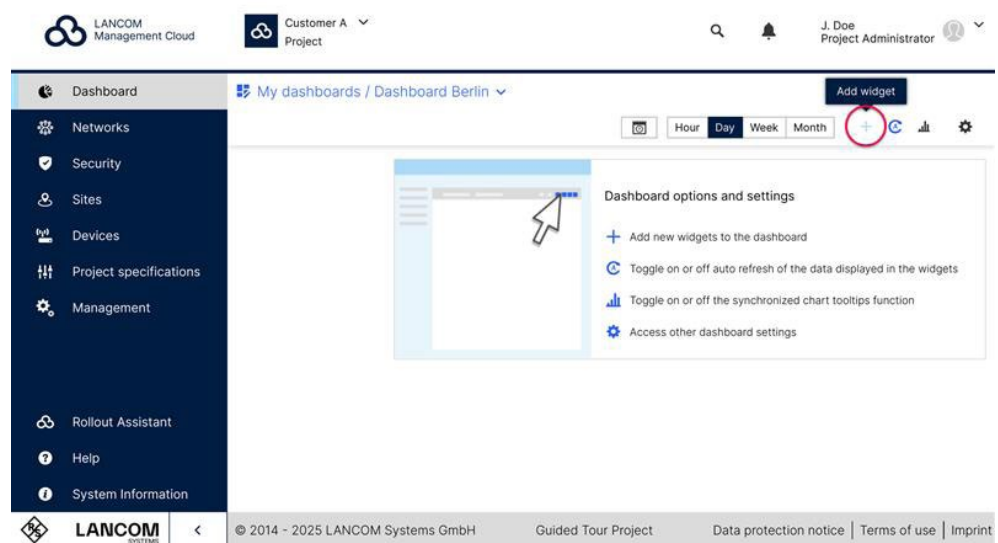 LANCOM
Management Cloud
Customer A
Project
J. Doe
Project Administrator
Dashboard
Networks
Security
Sites
Devices
Project specifications
Management
Rollout Assistant
Help
System Information
My dashboards / Dashboard Berlin
Add widget
Hour Day Week Month
Dashboard options and settings
Add new widgets to the dashboard
Toggle on or off auto refresh of the data displayed in the widgets
Toggle on or off the synchronized chart tooltips function
Access other dashboard settings
LANCOM
SYSTEMS
© 2014 - 2025 LANCOM Systems GmbH Guided Tour Project Data protection notice | Terms of use | Imprint